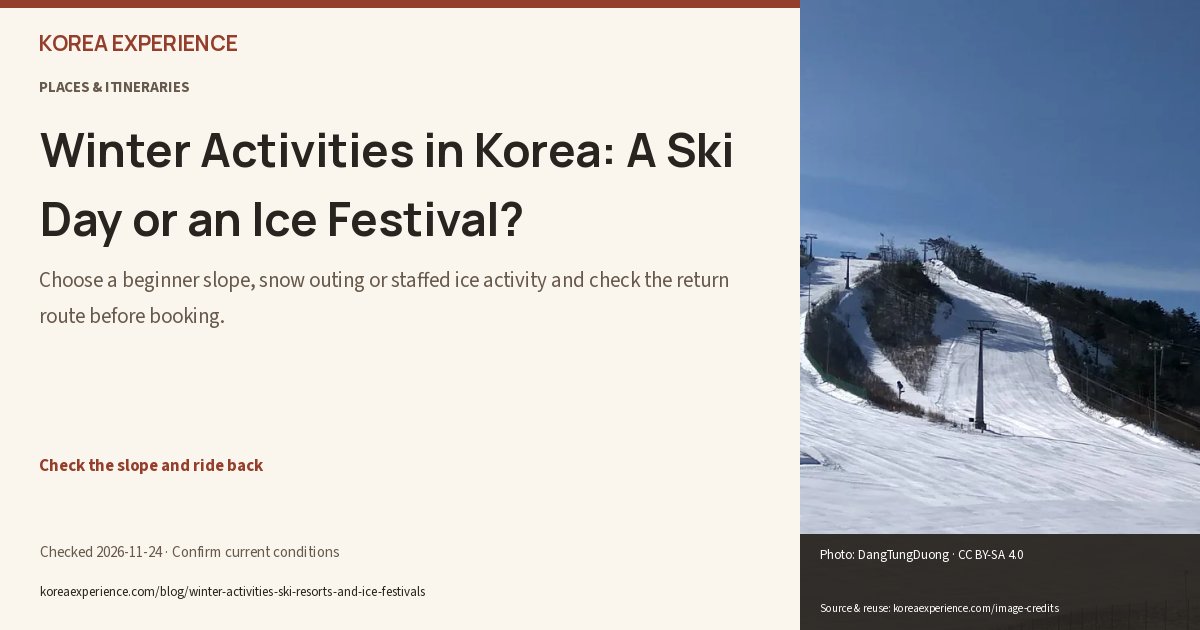 KOREA EXPERIENCE
PLACES & ITINERARIES
Winter Activities in Korea: A Ski
Day or an Ice Festival?
Choose a beginner slope, snow outing or staffed ice activity and check the return
route before booking.
Check the slope and ride back
Checked 2026-11-24 · Confirm current conditions
koreaexperience.com/blog/winter-activities-ski-resorts-and-ice-festivals
Photo: DangTungDuong · CC BY-SA 4.0
Source & reuse: koreaexperience.com/image-credits